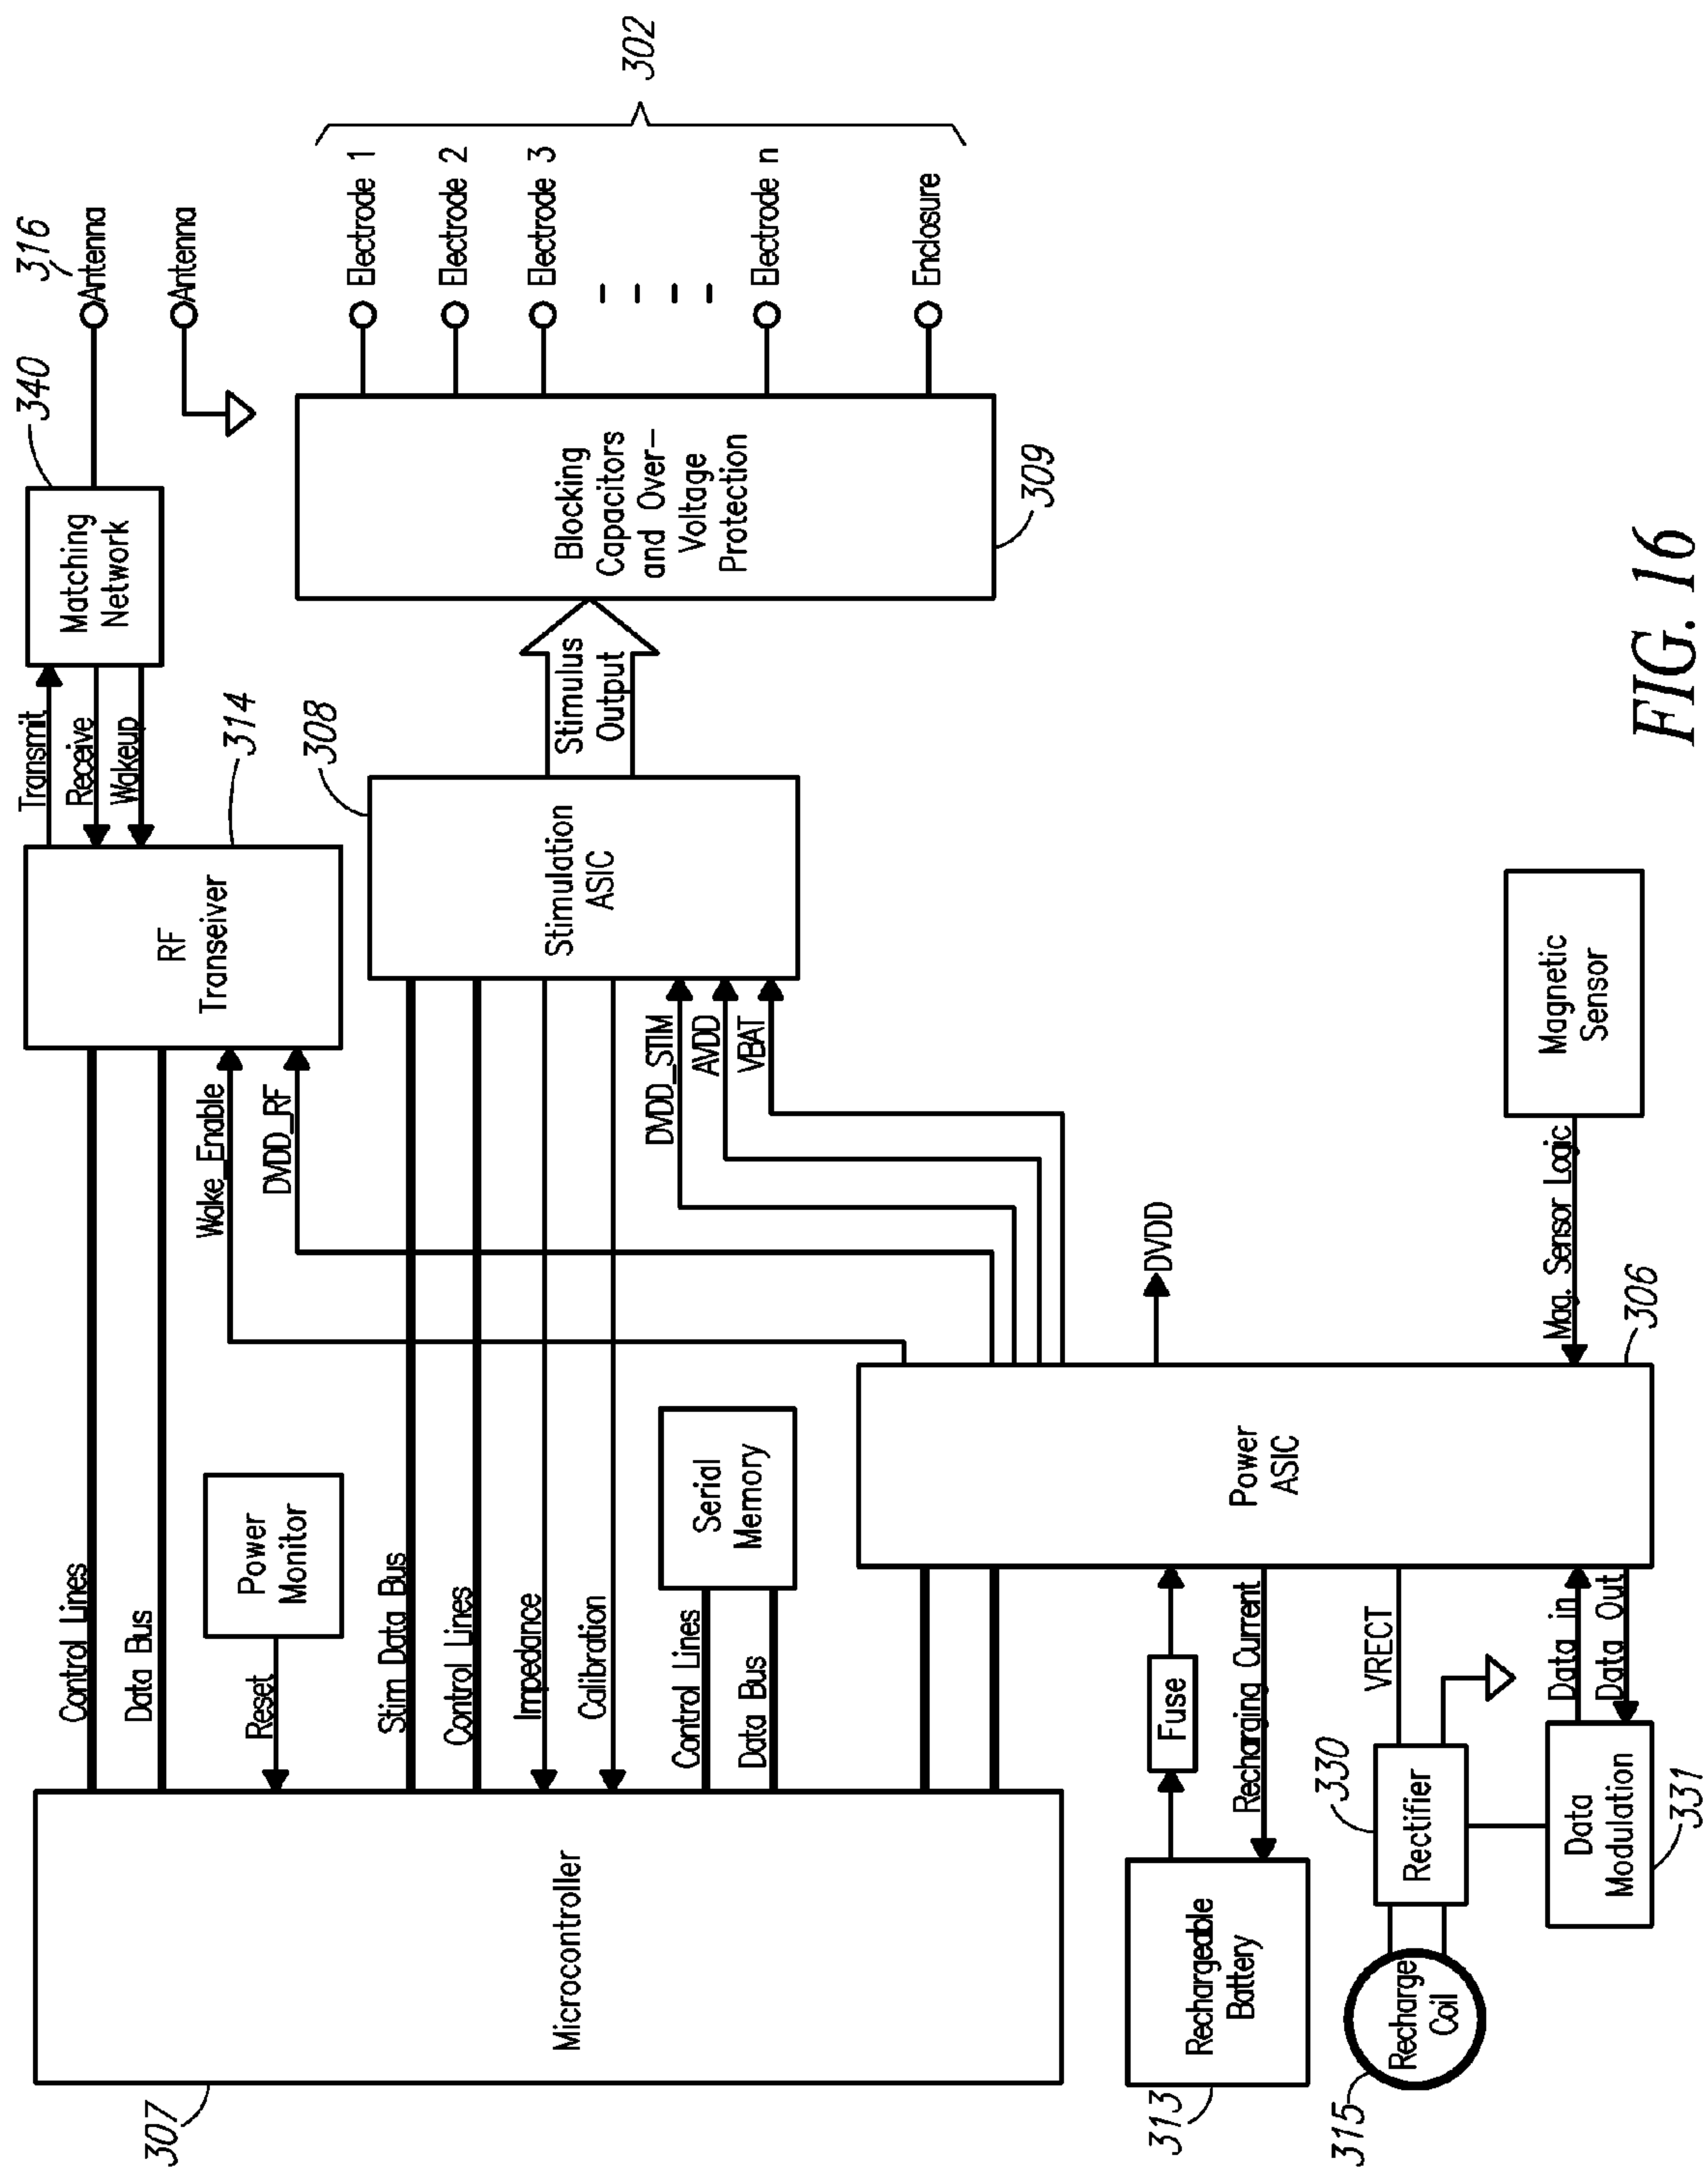 307
Microcontroller
Control Lines
Data Bus
Reset
Power
Monitor
Stim Data Bus
Control Lines
Impedance
Calibration
Control Lines
Data Bus
Serial
Memory
RF
Transeiver
314
Wake_Enable
DVDD_RF
Transmit
Receive
Wakeup
Matching
Network
340
316
Antenna
Antenna
Stimulation
ASIC
308
DVDD_STIM
AVDD
VBAT
Stimulus
Output
Blocking
Capacitors
and Over–
Voltage
Protection
309
Electrode 1
Electrode 2
Electrode 3
Electrode n
Enclosure
302
313
Rechargeable
Battery
Fuse
Recharging Current
315
Recharge
Coil
330
Rectifier
VRECT
Data
Modulation
331
Data in
Data Out
Power
ASIC
306
DVDD
Mag. Sensor Logic
Magnetic
Sensor
FIG. 16